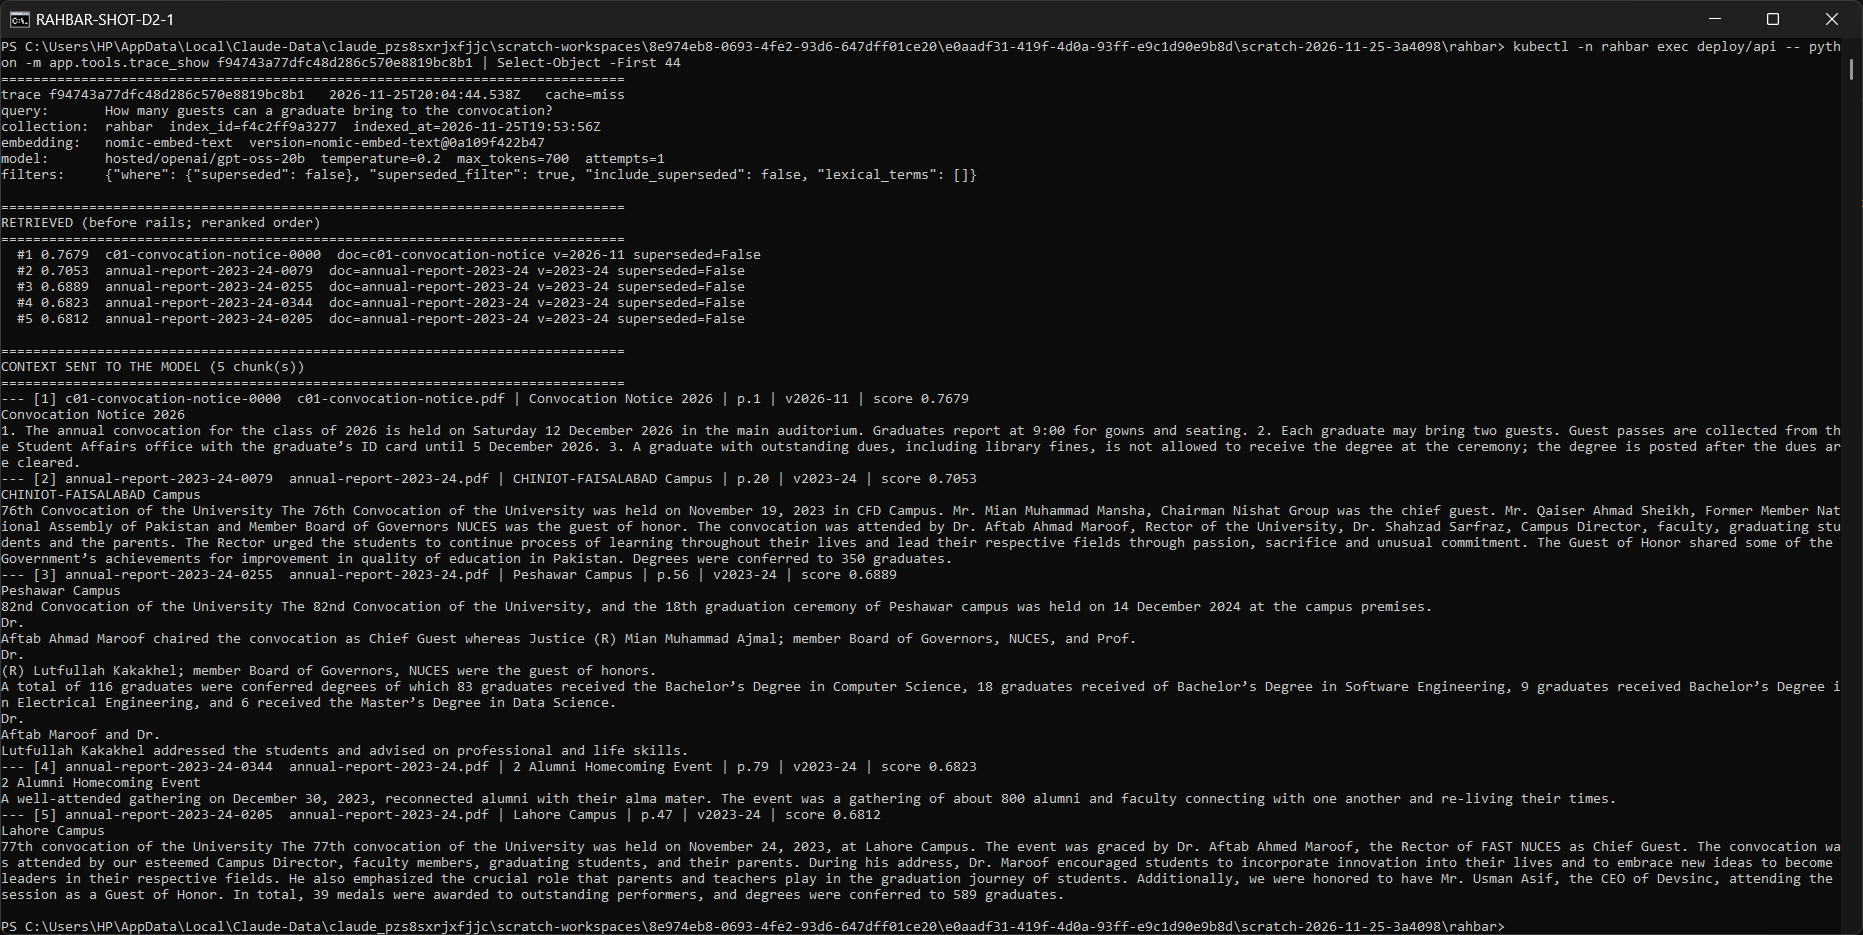 RAHBAR-SHOT-D2-1
PS C:\Users\HP\AppData\Local\Claude-Data\claude_pzs8sxrjxfjjc\scratch-workspaces\8e974eb8-0693-4fe2-93d6-647dff01ce20\e0aadf31-419f-4d0a-93ff-e9c1d90e9b8d\scratch-2026-11-25-3a4098\rahbar> kubectl -n rahbar exec deploy/api -- pyth
on -m app.tools.trace_show f94743a77dfc48d286c570e8819bc8b1 | Select-Object -First 44
==============================================================================
trace f94743a77dfc48d286c570e8819bc8b1   2026-11-25T20:04:44.538Z   cache=miss
query:       How many guests can a graduate bring to the convocation?
collection:  rahbar  index_id=f4c2ff9a3277  indexed_at=2026-11-25T19:53:56Z
embedding:   nomic-embed-text  version=nomic-embed-text@0a109f422b47
model:       hosted/openai/gpt-oss-20b  temperature=0.2  max_tokens=700  attempts=1
filters:     {"where": {"superseded": false}, "superseded_filter": true, "include_superseded": false, "lexical_terms": []}
==============================================================================
RETRIEVED (before rails; reranked order)
==============================================================================
  #1 0.7679  c01-convocation-notice-0000  doc=c01-convocation-notice v=2026-11 superseded=False
  #2 0.7053  annual-report-2023-24-0079  doc=annual-report-2023-24 v=2023-24 superseded=False
  #3 0.6889  annual-report-2023-24-0255  doc=annual-report-2023-24 v=2023-24 superseded=False
  #4 0.6823  annual-report-2023-24-0344  doc=annual-report-2023-24 v=2023-24 superseded=False
  #5 0.6812  annual-report-2023-24-0205  doc=annual-report-2023-24 v=2023-24 superseded=False
==============================================================================
CONTEXT SENT TO THE MODEL (5 chunk(s))
==============================================================================
--- [1] c01-convocation-notice-0000  c01-convocation-notice.pdf | Convocation Notice 2026 | p.1 | v2026-11 | score 0.7679
Convocation Notice 2026
1. The annual convocation for the class of 2026 is held on Saturday 12 December 2026 in the main auditorium. Graduates report at 9:00 for gowns and seating. 2. Each graduate may bring two guests. Guest passes are collected from th
e Student Affairs office with the graduate’s ID card until 5 December 2026. 3. A graduate with outstanding dues, including library fines, is not allowed to receive the degree at the ceremony; the degree is posted after the dues ar
e cleared.
--- [2] annual-report-2023-24-0079  annual-report-2023-24.pdf | CHINIOT-FAISALABAD Campus | p.20 | v2023-24 | score 0.7053
CHINIOT-FAISALABAD Campus
76th Convocation of the University The 76th Convocation of the University was held on November 19, 2023 in CFD Campus. Mr. Mian Muhammad Mansha, Chairman Nishat Group was the chief guest. Mr. Qaiser Ahmad Sheikh, Former Member Nat
ional Assembly of Pakistan and Member Board of Governors NUCES was the guest of honor. The convocation was attended by Dr. Aftab Ahmad Maroof, Rector of the University, Dr. Shahzad Sarfraz, Campus Director, faculty, graduating stu
dents and the parents. The Rector urged the students to continue process of learning throughout their lives and lead their respective fields through passion, sacrifice and unusual commitment. The Guest of Honor shared some of the
Government’s achievements for improvement in quality of education in Pakistan. Degrees were conferred to 350 graduates.
--- [3] annual-report-2023-24-0255  annual-report-2023-24.pdf | Peshawar Campus | p.56 | v2023-24 | score 0.6889
Peshawar Campus
82nd Convocation of the University The 82nd Convocation of the University, and the 18th graduation ceremony of Peshawar campus was held on 14 December 2024 at the campus premises.
Dr.
Aftab Ahmad Maroof chaired the convocation as Chief Guest whereas Justice (R) Mian Muhammad Ajmal; member Board of Governors, NUCES, and Prof.
Dr.
(R) Lutfullah Kakakhel; member Board of Governors, NUCES were the guest of honors.
A total of 116 graduates were conferred degrees of which 83 graduates received the Bachelor’s Degree in Computer Science, 18 graduates received of Bachelor’s Degree in Software Engineering, 9 graduates received Bachelor’s Degree i
n Electrical Engineering, and 6 received the Master’s Degree in Data Science.
Dr.
Aftab Maroof and Dr.
Lutfullah Kakakhel addressed the students and advised on professional and life skills.
--- [4] annual-report-2023-24-0344  annual-report-2023-24.pdf | 2 Alumni Homecoming Event | p.79 | v2023-24 | score 0.6823
2 Alumni Homecoming Event
A well-attended gathering on December 30, 2023, reconnected alumni with their alma mater. The event was a gathering of about 800 alumni and faculty connecting with one another and re-living their times.
--- [5] annual-report-2023-24-0205  annual-report-2023-24.pdf | Lahore Campus | p.47 | v2023-24 | score 0.6812
Lahore Campus
77th convocation of the University The 77th convocation of the University was held on November 24, 2023, at Lahore Campus. The event was graced by Dr. Aftab Ahmed Maroof, the Rector of FAST NUCES as Chief Guest. The convocation wa
s attended by our esteemed Campus Director, faculty members, graduating students, and their parents. During his address, Dr. Maroof encouraged students to incorporate innovation into their lives and to embrace new ideas to become
leaders in their respective fields. He also emphasized the crucial role that parents and teachers play in the graduation journey of students. Additionally, we were honored to have Mr. Usman Asif, the CEO of Devsinc, attending the
session as a Guest of Honor. In total, 39 medals were awarded to outstanding performers, and degrees were conferred to 589 graduates.
PS C:\Users\HP\AppData\Local\Claude-Data\claude_pzs8sxrjxfjjc\scratch-workspaces\8e974eb8-0693-4fe2-93d6-647dff01ce20\e0aadf31-419f-4d0a-93ff-e9c1d90e9b8d\scratch-2026-11-25-3a4098\rahbar>